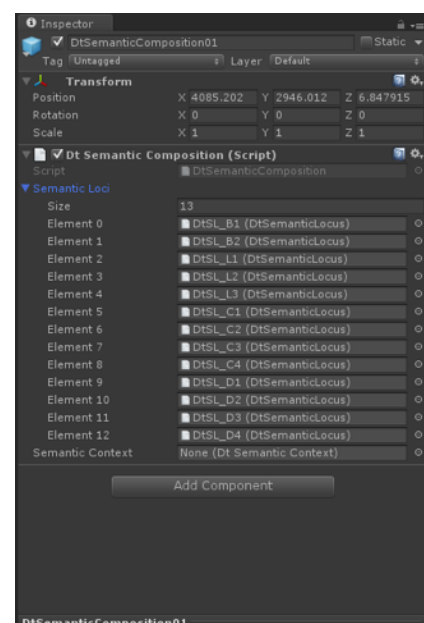 Inspector
DtSemanticComposition01 Static
Tag Untagged Layer Default
Transform
Position X 4085.202 Y 2946.012 Z 6.847915
Rotation X 0 Y 0 Z 0
Scale X 1 Y 1 Z 1
Dt Semantic Composition (Script)
Script DtSemanticComposition
Semantic Loci
Size 13
Element 0 DtSL_B1 (DtSemanticLocus)
Element 1 DtSL_B2 (DtSemanticLocus)
Element 2 DtSL_L1 (DtSemanticLocus)
Element 3 DtSL_L2 (DtSemanticLocus)
Element 4 DtSL_L3 (DtSemanticLocus)
Element 5 DtSL_C1 (DtSemanticLocus)
Element 6 DtSL_C2 (DtSemanticLocus)
Element 7 DtSL_C3 (DtSemanticLocus)
Element 8 DtSL_C4 (DtSemanticLocus)
Element 9 DtSL_D1 (DtSemanticLocus)
Element 10 DtSL_D2 (DtSemanticLocus)
Element 11 DtSL_D3 (DtSemanticLocus)
Element 12 DtSL_D4 (DtSemanticLocus)
Semantic Context None (Dt Semantic Context)
Add Component
DtSemanticComposition01